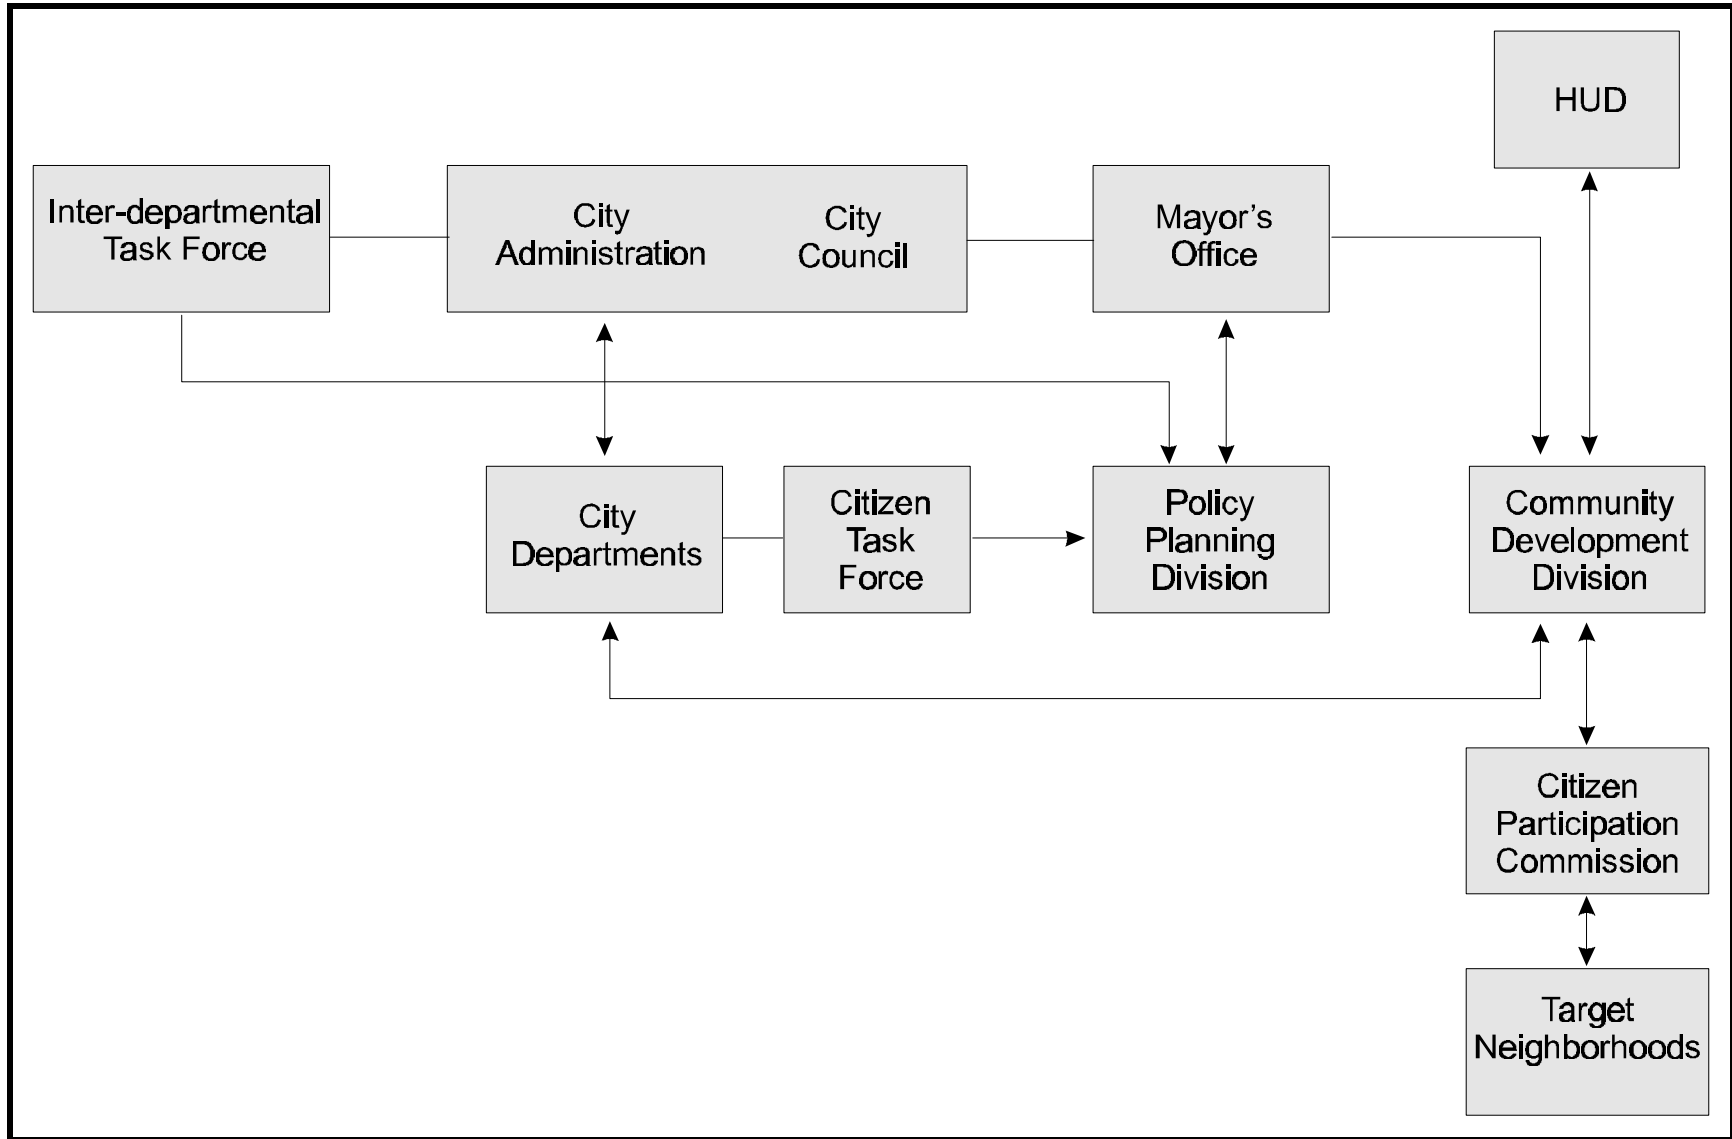 HUD
Inter-departmental
Task Force
City
Administration
City
Council
Mayor's
Office
City
Departments
Citizen
Task
Force
Policy
Planning
Division
Community
Development
Division
Citizen
Participation
Commission
Target
Neighborhoods